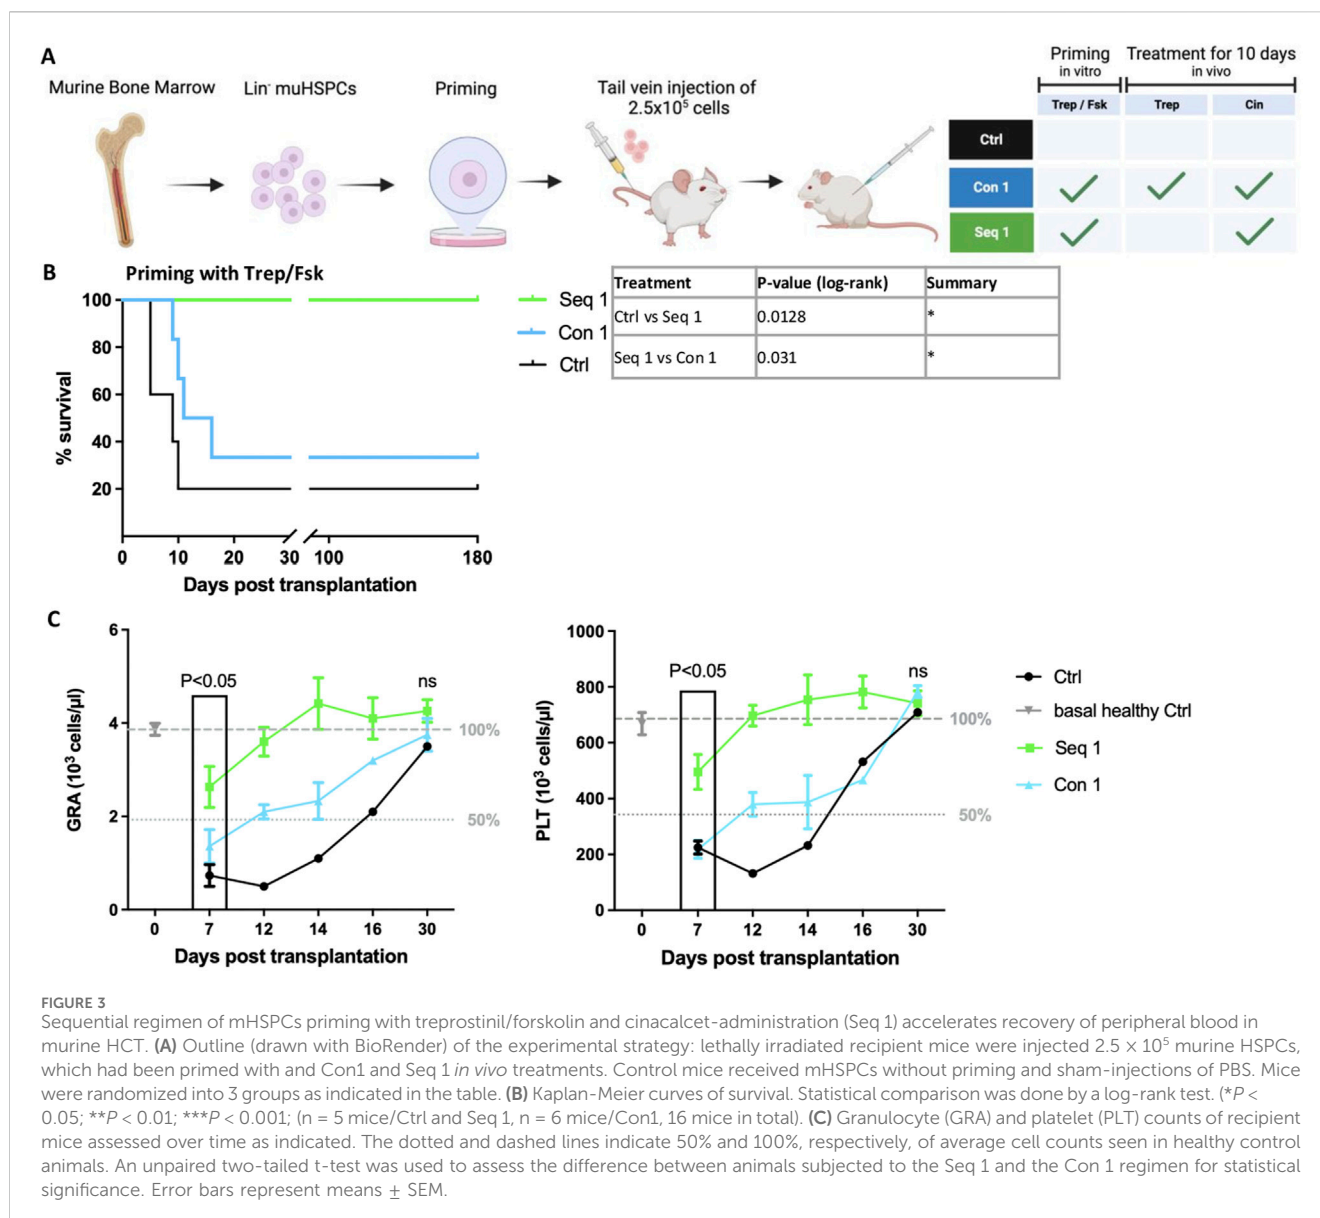 A
Murine Bone Marrow
Lin⁻ muHSPCs
Priming
Tail vein injection of
2.5x10⁵ cells
Priming
in vitro
Treatment for 10 days
in vivo
Trep / Fsk
Trep
Cin
Ctrl
Con 1
Seq 1
B
Priming with Trep/Fsk
100
80
60
40
20
% survival
0
10
20
30
100
180
Days post transplantation
Seq 1
Con 1
Ctrl
Treatment P-value (log-rank) Summary
Ctrl vs Seq 1 0.0128 *
Seq 1 vs Con 1 0.031 *
C
6
4
2
0
GRA (10³ cells/µl)
P<0.05
ns
100%
50%
0 7 12 14 16 30
Days post transplantation
1000
800
600
400
200
0
PLT (10³ cells/µl)
P<0.05
ns
100%
50%
0 7 12 14 16 30
Days post transplantation
Ctrl
basal healthy Ctrl
Seq 1
Con 1
FIGURE 3
Sequential regimen of mHSPCs priming with treprostinil/forskolin and cinacalcet-administration (Seq 1) accelerates recovery of peripheral blood in
murine HCT. (A) Outline (drawn with BioRender) of the experimental strategy: lethally irradiated recipient mice were injected 2.5 × 10⁵ murine HSPCs,
which had been primed with and Con1 and Seq 1 in vivo treatments. Control mice received mHSPCs without priming and sham-injections of PBS. Mice
were randomized into 3 groups as indicated in the table. (B) Kaplan-Meier curves of survival. Statistical comparison was done by a log-rank test. (*P <
0.05; **P < 0.01; ***P < 0.001; (n = 5 mice/Ctrl and Seq 1, n = 6 mice/Con1, 16 mice in total). (C) Granulocyte (GRA) and platelet (PLT) counts of recipient
mice assessed over time as indicated. The dotted and dashed lines indicate 50% and 100%, respectively, of average cell counts seen in healthy control
animals. An unpaired two-tailed t-test was used to assess the difference between animals subjected to the Seq 1 and the Con 1 regimen for statistical
significance. Error bars represent means ± SEM.